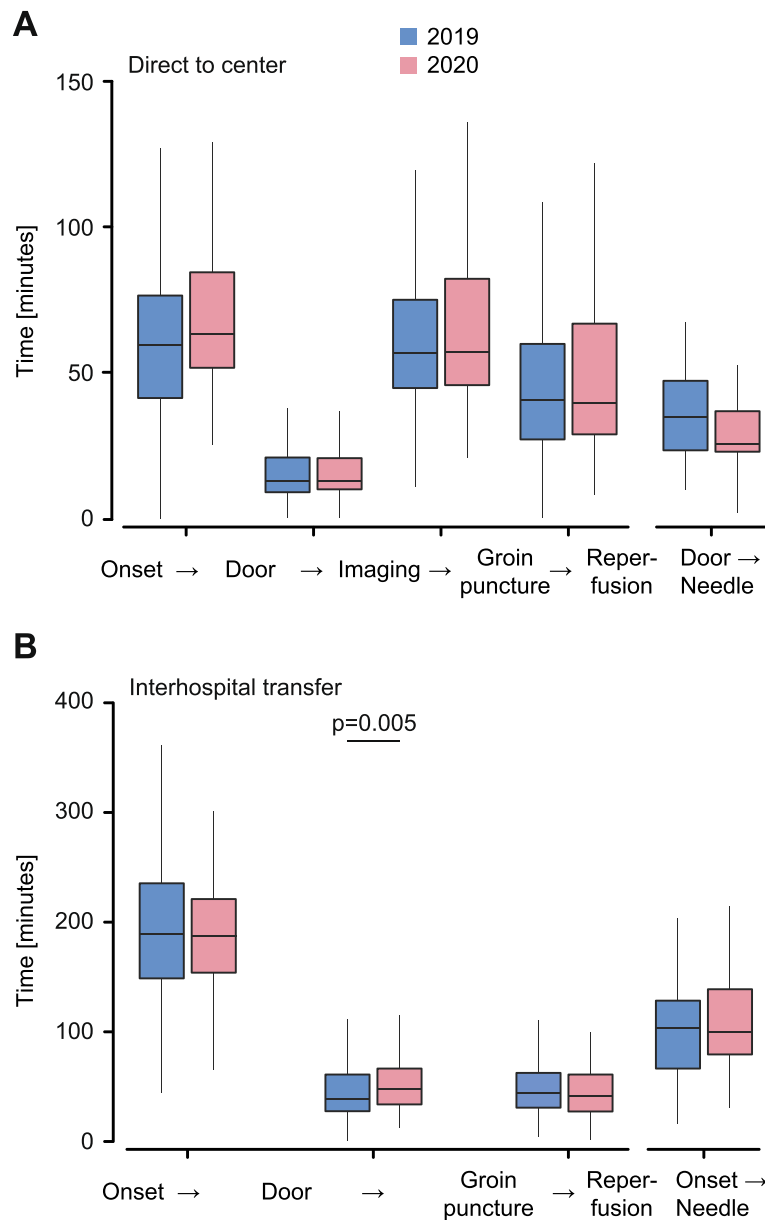 A
2019
2020
Direct to center
150
100
50
0
Time [minutes]
Onset → Door → Imaging → Groin puncture → Reper-fusion
Door → Needle
B
Interhospital transfer
p=0.005
400
300
200
100
0
Time [minutes]
Onset → Door → Groin puncture → Reper-fusion
Onset → Needle